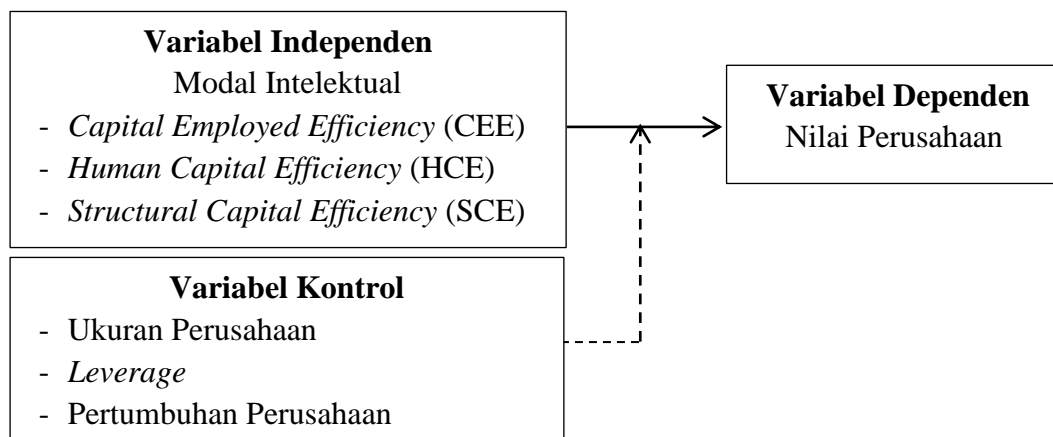 Variabel Independen
Modal Intelektual
- Capital Employed Efficiency (CEE)
- Human Capital Efficiency (HCE)
- Structural Capital Efficiency (SCE)
Variabel Dependen
Nilai Perusahaan
Variabel Kontrol
- Ukuran Perusahaan
- Leverage
- Pertumbuhan Perusahaan